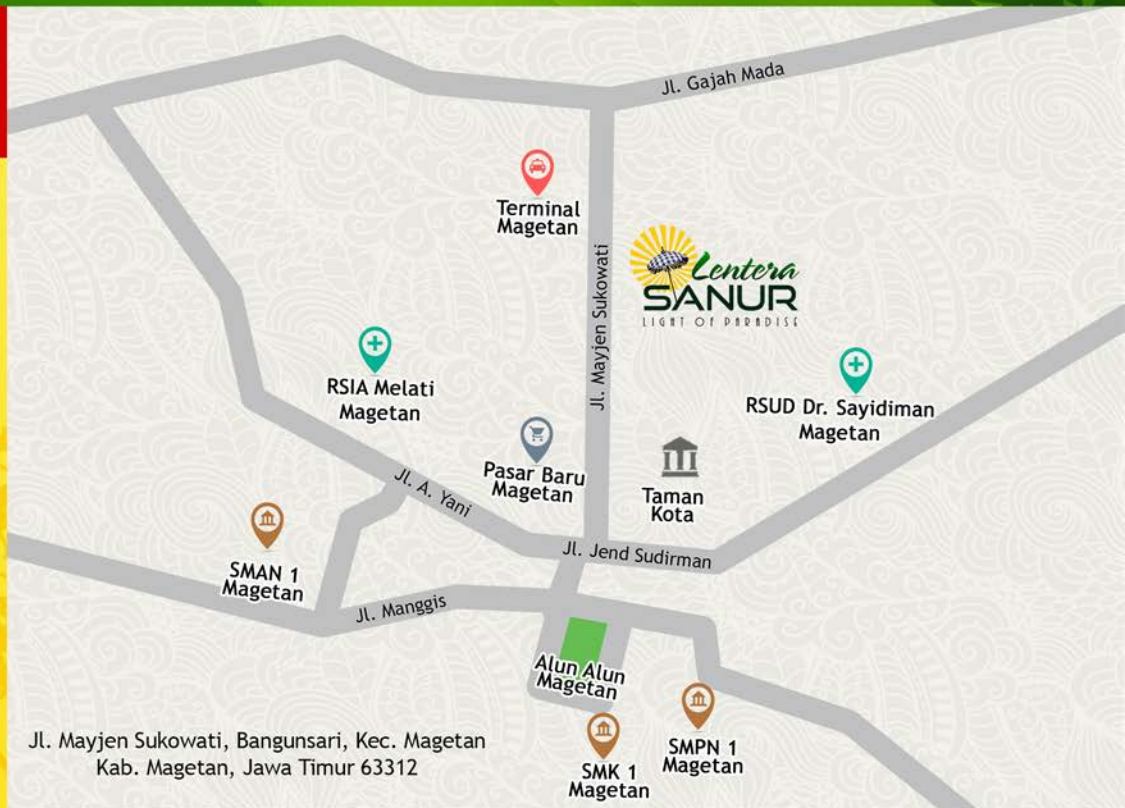 Jl. Gajah Mada
Terminal
Magetan
Jl. Mayjen Sukowati
Lentera
SANUR
LIGHT OF PARADISE
RSIA Melati
Magetan
RSUD Dr. Sayidiman
Magetan
Pasar Baru
Magetan
Taman
Kota
Jl. A. Yani
SMAN 1
Magetan
Jl. Jend Sudirman
Jl. Manggis
Alun Alun
Magetan
SMPN 1
Magetan
SMK 1
Magetan
Jl. Mayjen Sukowati, Bangunsari, Kec. Magetan
Kab. Magetan, Jawa Timur 63312